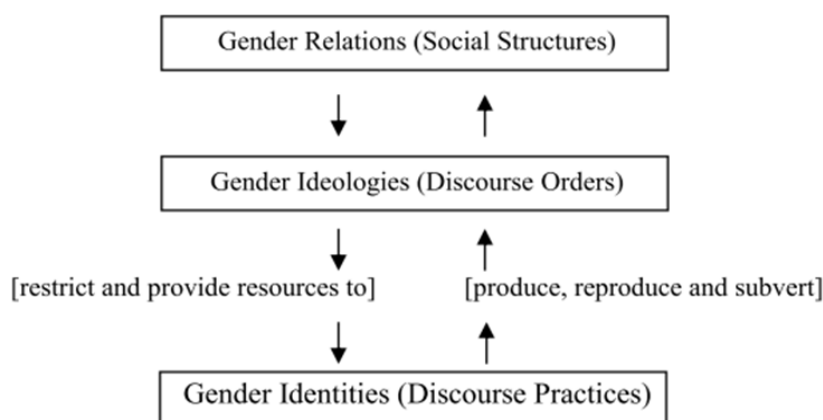 Gender Relations (Social Structures)
Gender Ideologies (Discourse Orders)
[restrict and provide resources to]
[produce, reproduce and subvert]
Gender Identities (Discourse Practices)